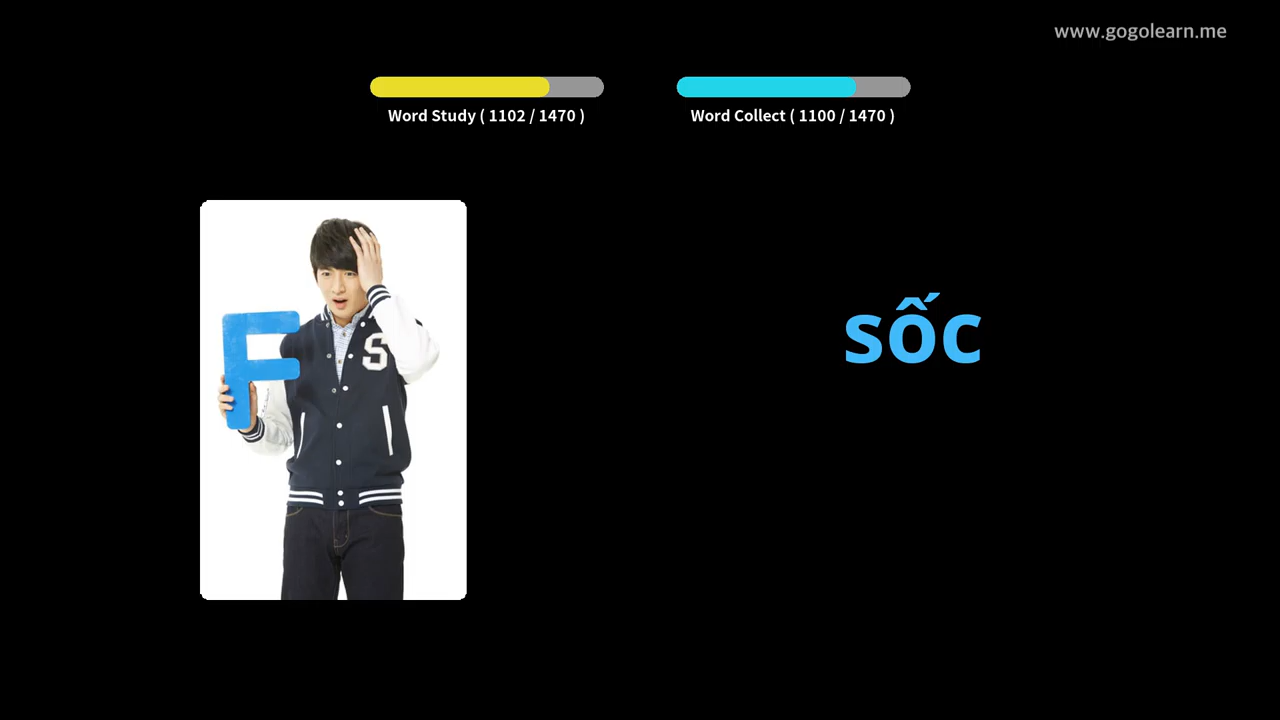 www.gogolearn.me
Word Study ( 1102 / 1470 )
Word Collect ( 1100 / 1470 )
F
S
sốc